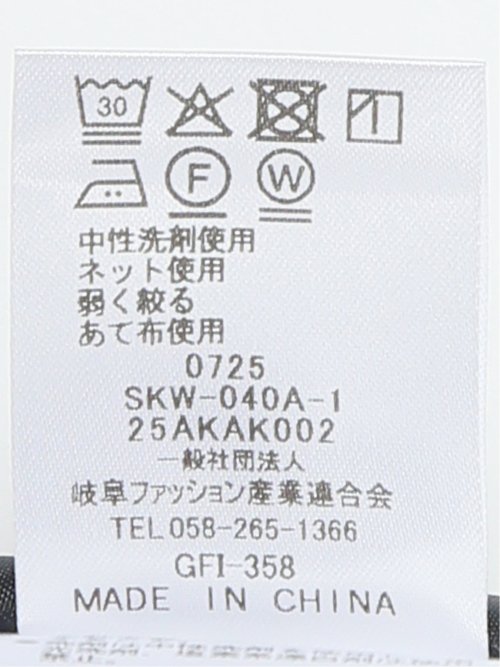 30
F W
中性洗剤使用
ネット使用
弱く絞る
あて布使用
0725
SKW-040A-1
25AKAK002
一般社団法人
岐阜ファッション産業連合会
TEL 058-265-1366
GFI-358
MADE IN CHINA